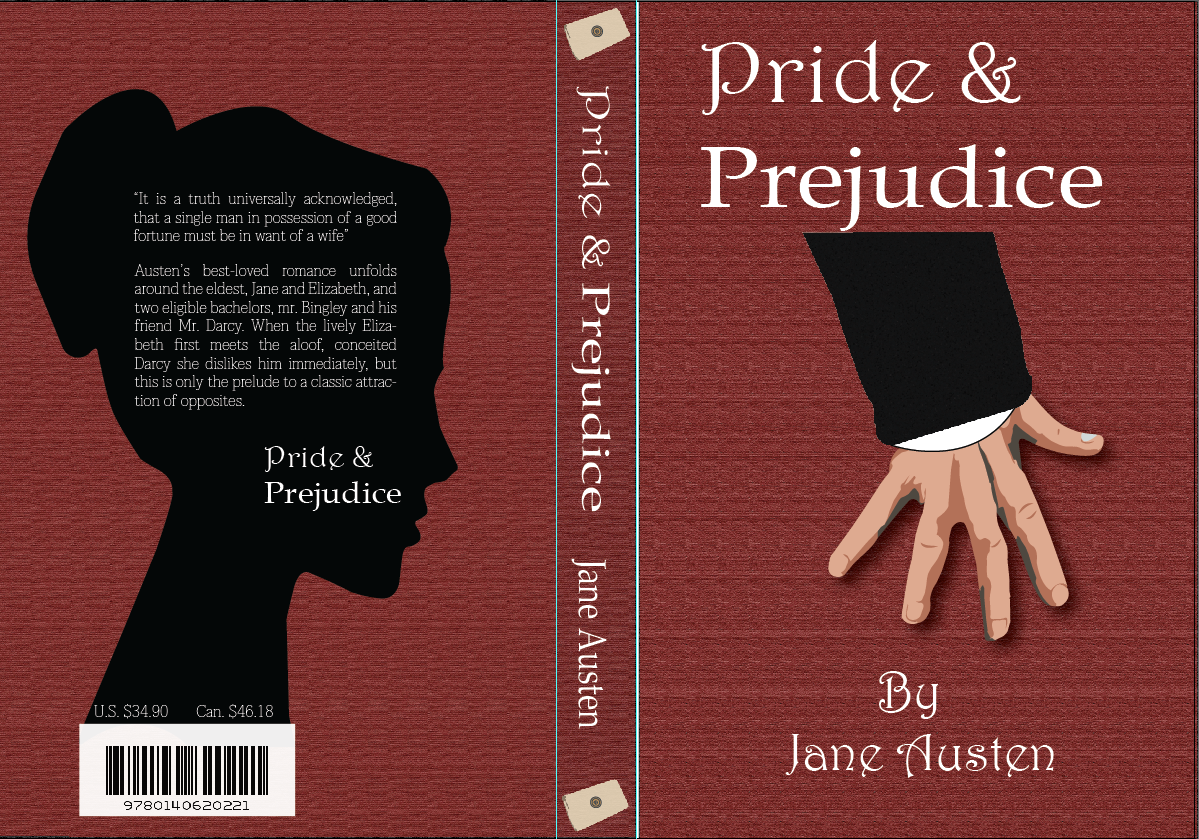 “It is a truth universally acknowledged,
that a single man in possession of a good
fortune must be in want of a wife”
Austen's best-loved romance unfolds
around the eldest, Jane and Elizabeth, and
two eligible bachelors, mr. Bingley and his
friend Mr. Darcy. When the lively Eliza-
beth first meets the aloof, conceited
Darcy she dislikes him immediately, but
this is only the prelude to a classic attrac-
tion of opposites.
Pride &
Prejudice
U.S. $34.90 Can. $46.18
9780140620221
Pride & Prejudice Jane Austen
Pride &
Prejudice
By
Jane Austen